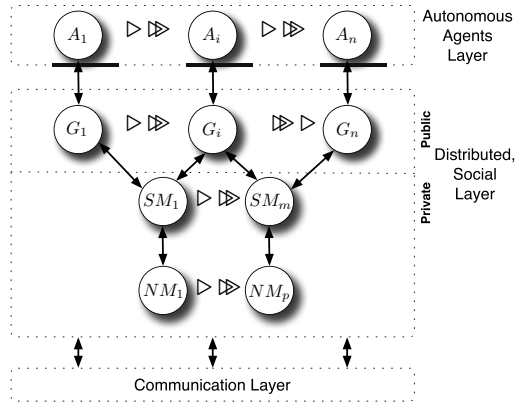 A₁ Aᵢ Aₙ
Autonomous
Agents
Layer
G₁ Gᵢ Gₙ
Public
Distributed,
Social
Layer
Private
SM₁ SMₘ
NM₁ NMₚ
Communication Layer